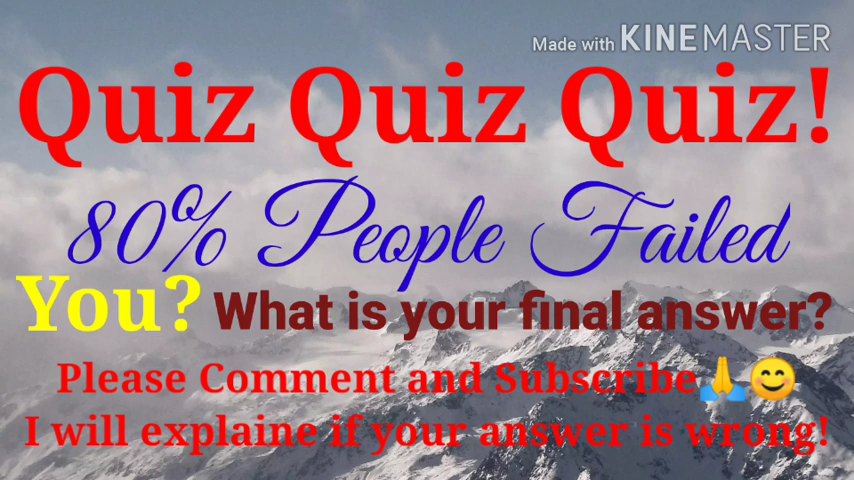 Made with KINEMASTER
Quiz Quiz Quiz!
80% People Failed
You? What is your final answer?
Please Comment and Subscribe🙏😊
I will explaine if your answer is wrong!